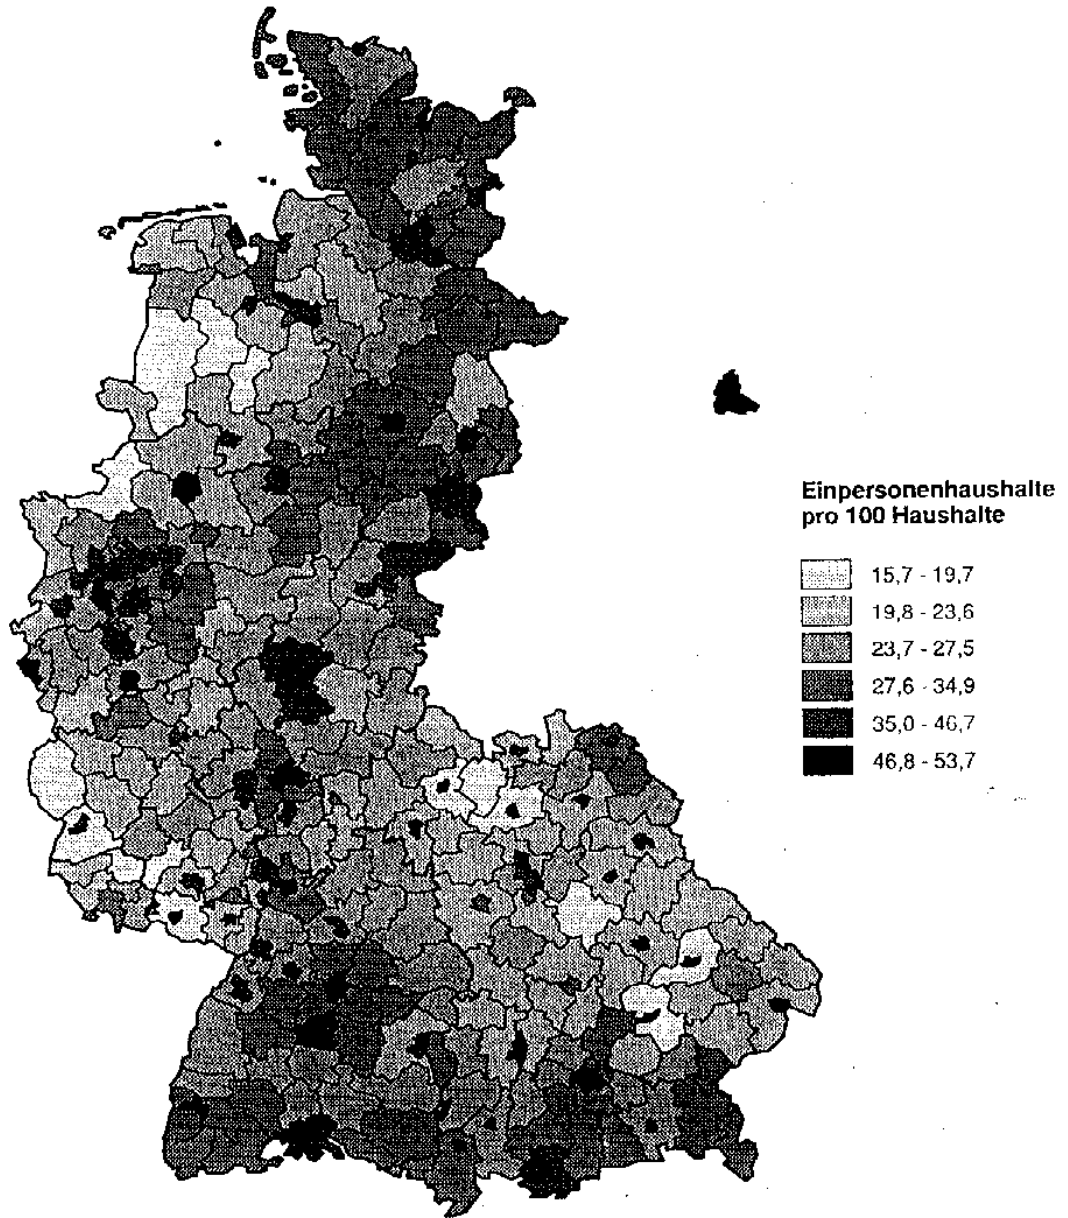 Einpersonenhaushalte
pro 100 Haushalte
15,7 - 19,7
19,8 - 23,6
23,7 - 27,5
27,6 - 34,9
35,0 - 46,7
46,8 - 53,7